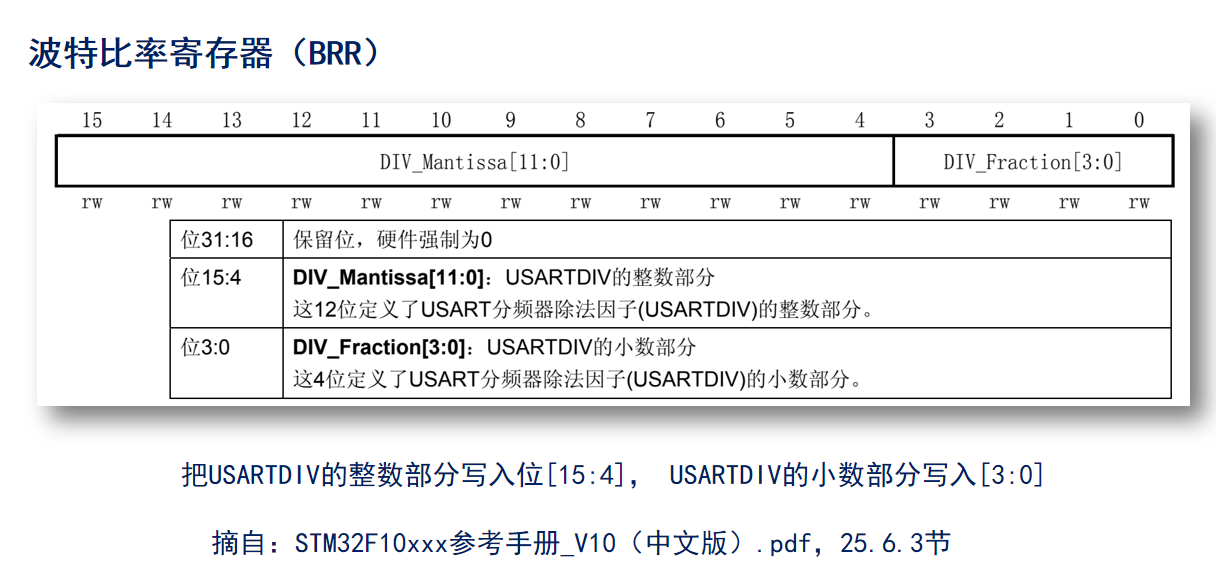 波特比率寄存器（BRR）
15 14 13 12 11 10 9 8 7 6 5 4 3 2 1 0
DIV_Mantissa[11:0] DIV_Fraction[3:0]
rw rw rw rw rw rw rw rw rw rw rw rw rw rw rw rw
位31:16 保留位，硬件强制为0
位15:4 DIV_Mantissa[11:0]：USARTDIV的整数部分
这12位定义了USART分频器除法因子(USARTDIV)的整数部分。
位3:0 DIV_Fraction[3:0]：USARTDIV的小数部分
这4位定义了USART分频器除法因子(USARTDIV)的小数部分。
把USARTDIV的整数部分写入位[15:4]， USARTDIV的小数部分写入[3:0]
摘自：STM32F10xxx参考手册_V10（中文版）.pdf，25.6.3节